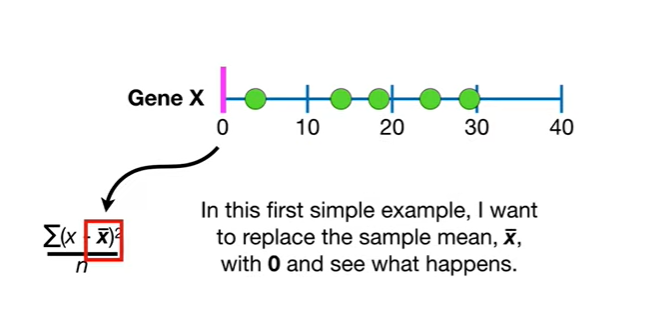 Gene X
0 10 20 30 40
In this first simple example, I want
to replace the sample mean, x̄,
with 0 and see what happens.
∑(x - x̄)²
n